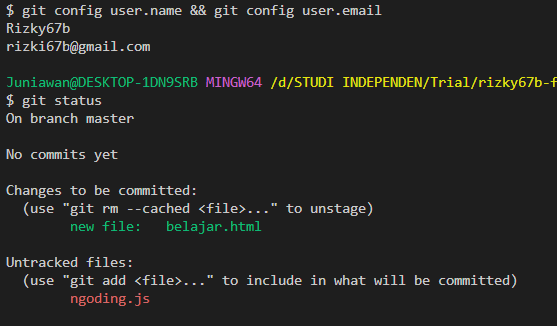 $ git config user.name && git config user.email
Rizky67b
rizki67b@gmail.com
Juniawan@DESKTOP-1DN9SRB MINGW64 /d/STUDI INDEPENDEN/Trial/rizky67b-f
$ git status
On branch master
No commits yet
Changes to be committed:
(use "git rm --cached <file>..." to unstage)
new file:   belajar.html
Untracked files:
(use "git add <file>..." to include in what will be committed)
ngoding.js